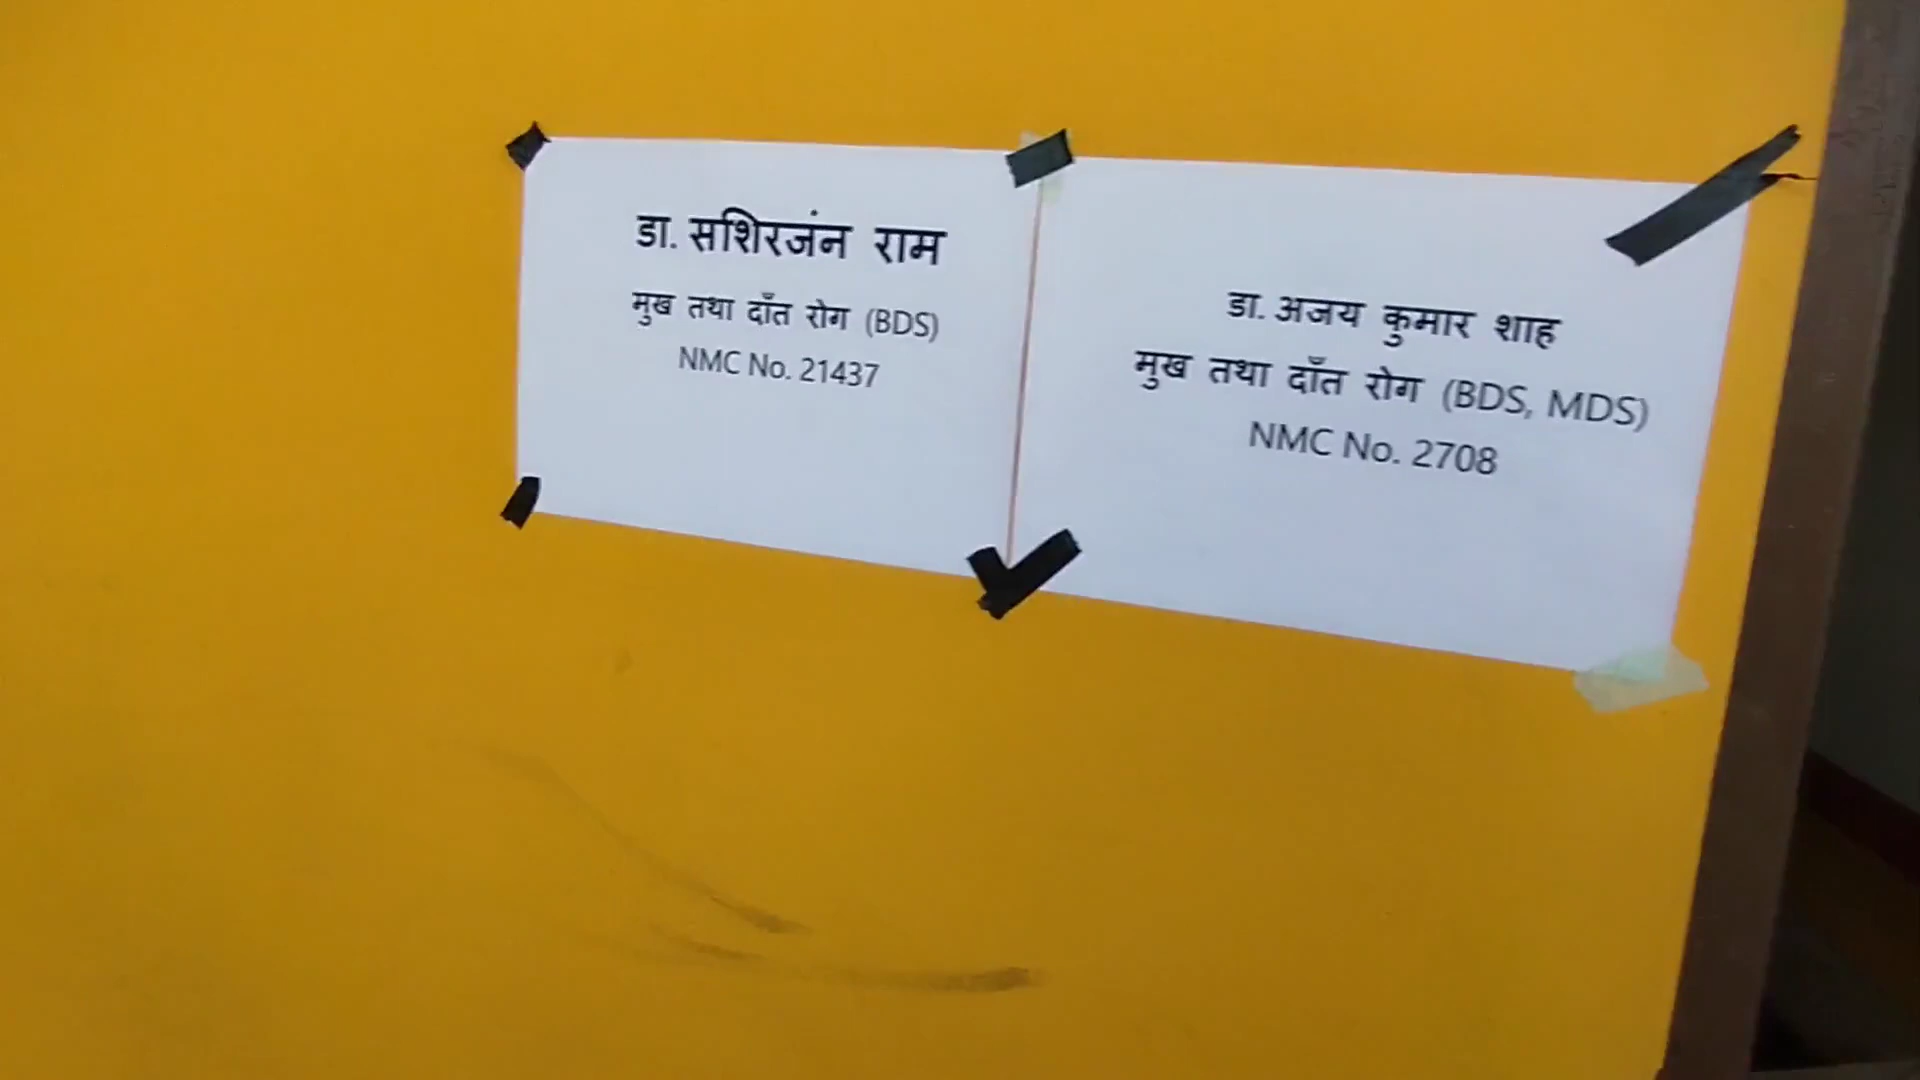 डा. सशिरजंन राम
मुख तथा दाँत रोग (BDS)
NMC No. 21437
डा. अजय कुमार शाह
मुख तथा दाँत रोग (BDS, MDS)
NMC No. 2708